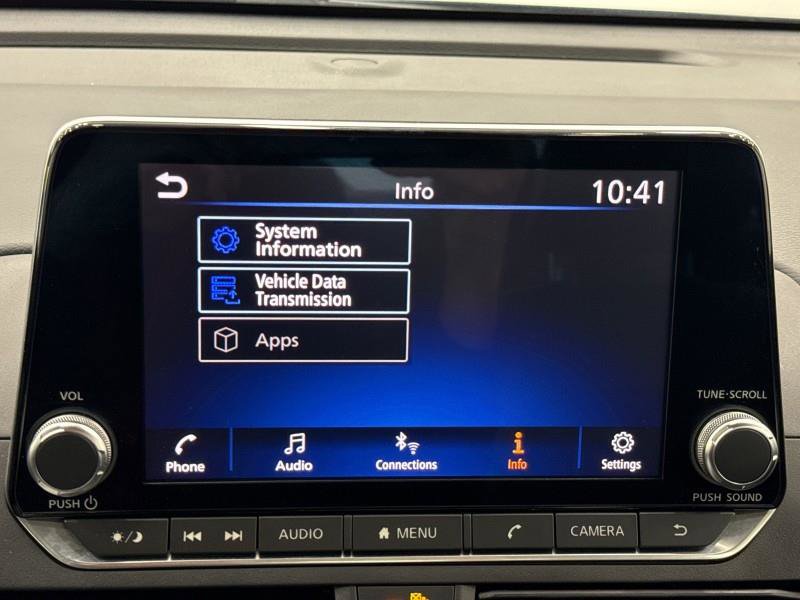 Info
10:41
System
Information
Vehicle Data
Transmission
Apps
VOL
TUNE·SCROLL
Phone
Audio
Connections
Info
Settings
PUSH
PUSH SOUND
AUDIO
MENU
CAMERA